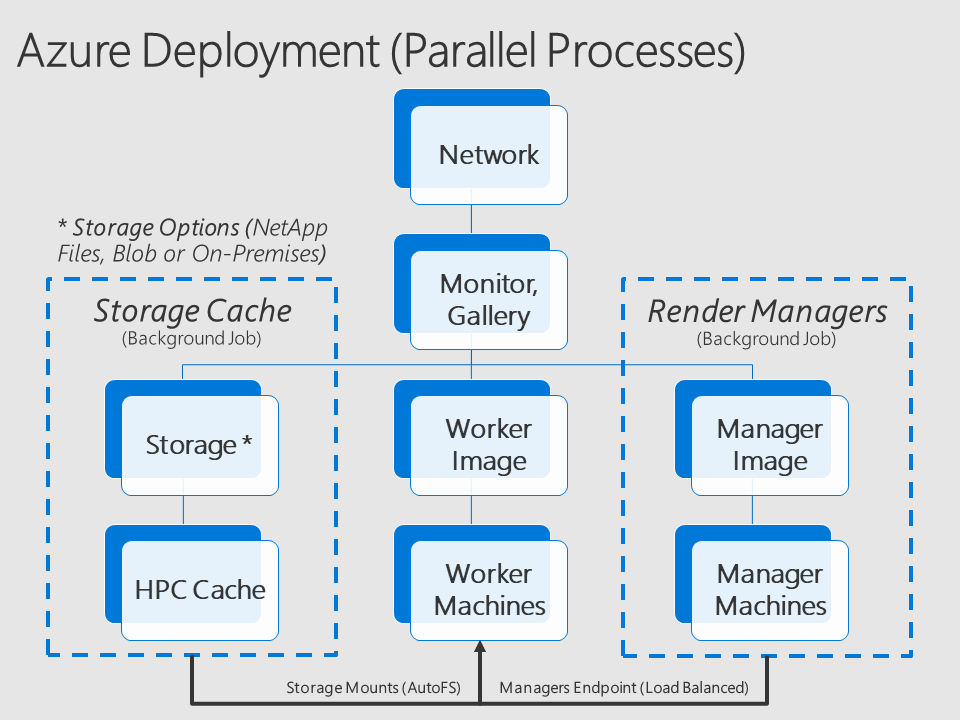 Azure Deployment (Parallel Processes)
Network
* Storage Options (NetApp
Files, Blob or On-Premises)
Monitor,
Gallery
Storage Cache
(Background Job)
Render Managers
(Background Job)
Storage *
Worker
Image
Manager
Image
HPC Cache
Worker
Machines
Manager
Machines
Storage Mounts (AutoFS)
Managers Endpoint (Load Balanced)